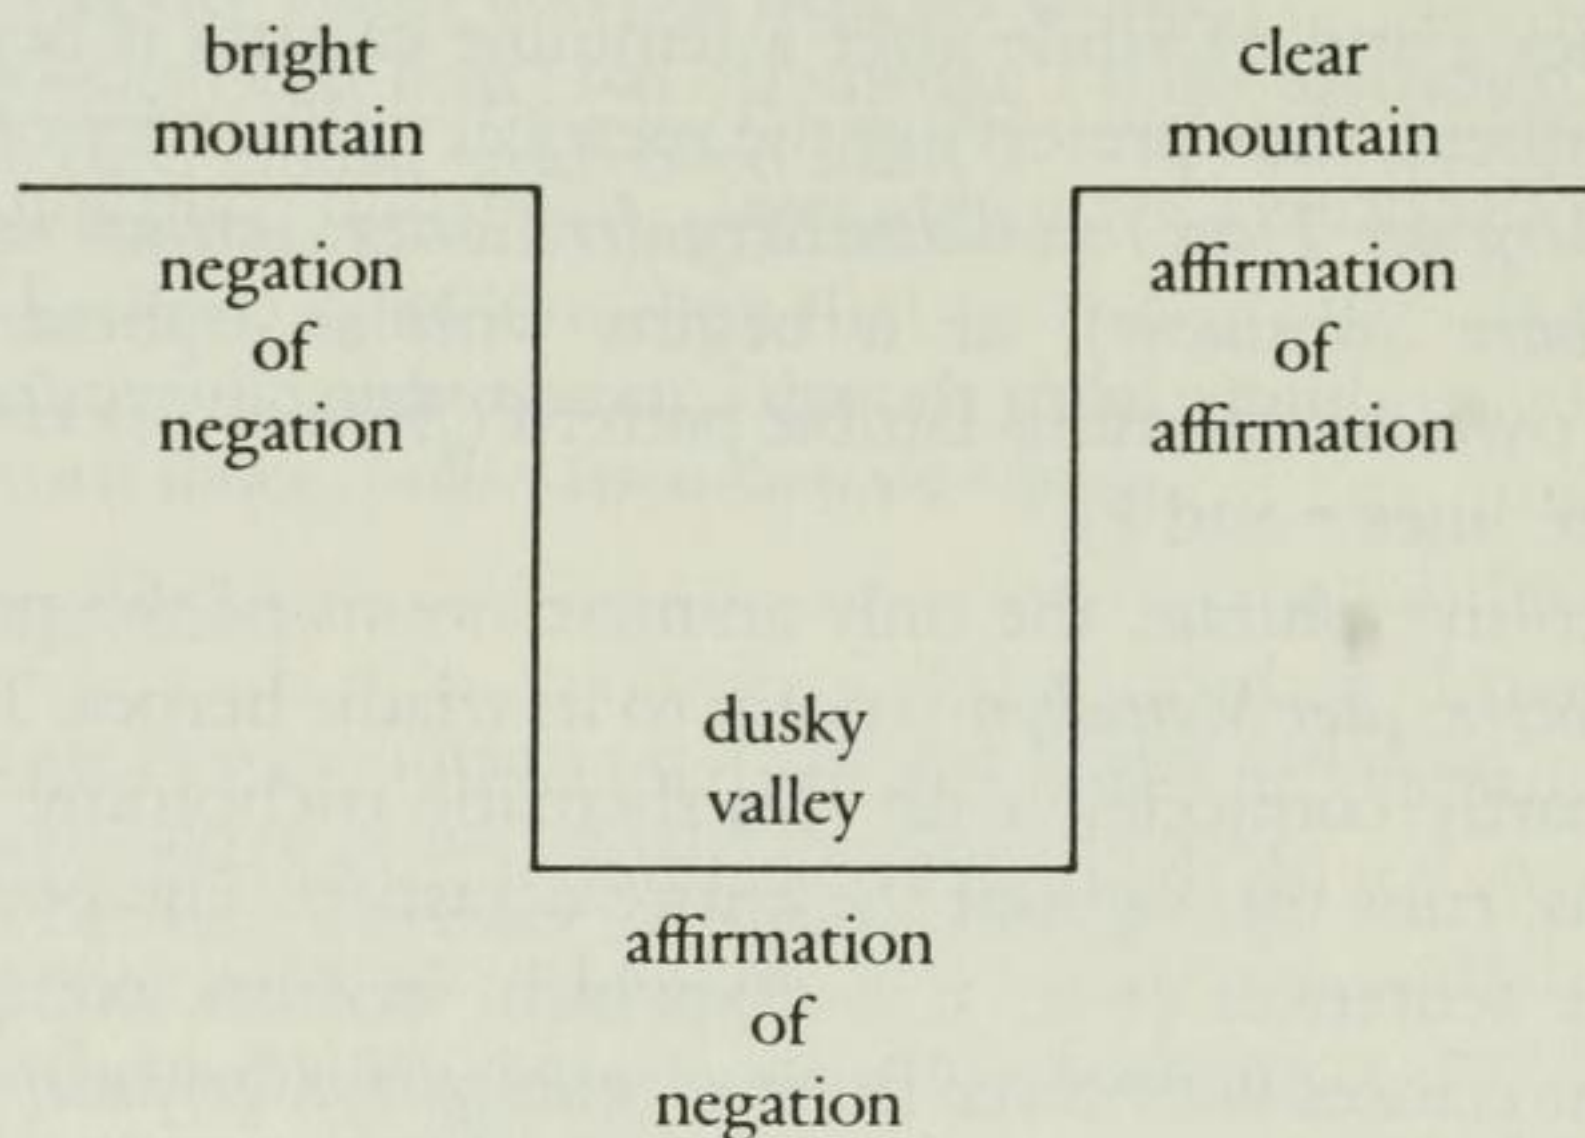 bright
mountain
clear
mountain
negation
of
negation
affirmation
of
affirmation
dusky
valley
affirmation
of
negation